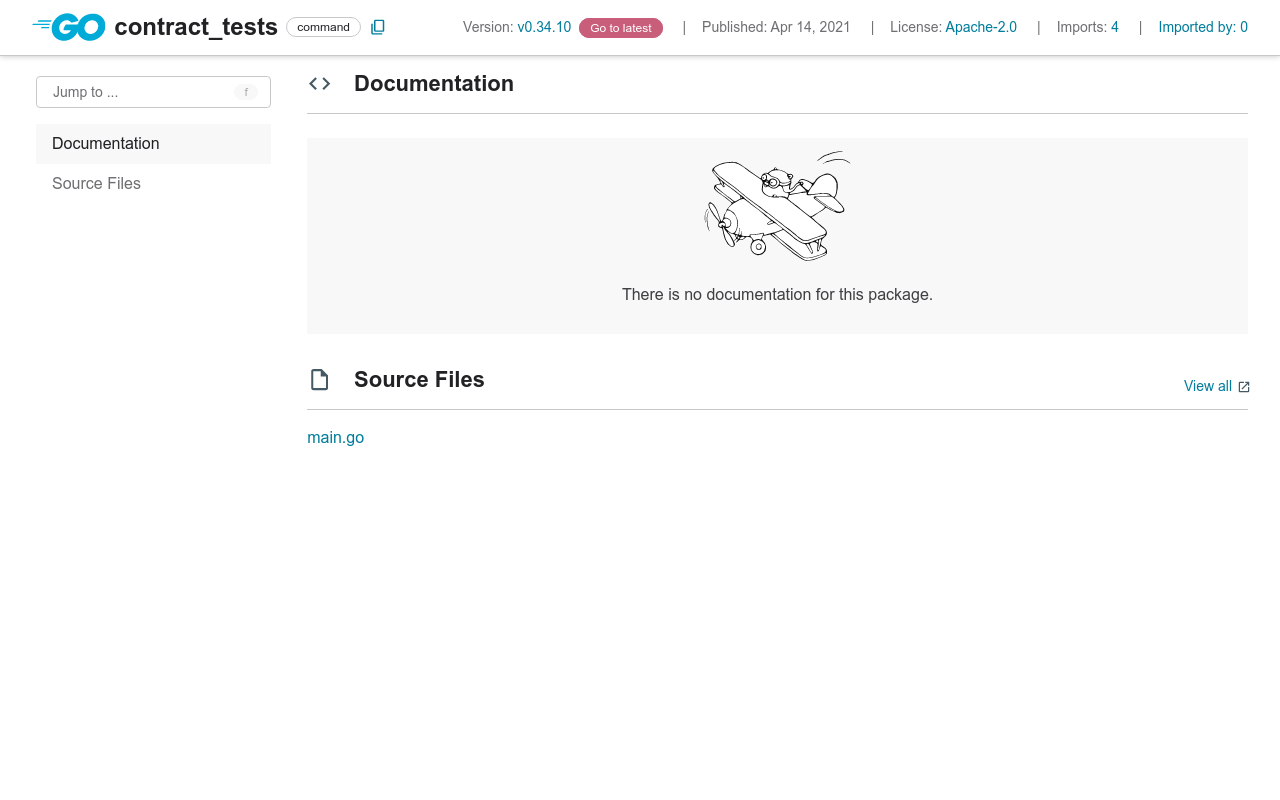 GO contract_tests command Version: v0.34.10 Go to latest | Published: Apr 14, 2021 | License: Apache-2.0 | Imports: 4 | Imported by: 0
Jump to ... f
Documentation
Source Files
Documentation
There is no documentation for this package.
Source Files
View all
main.go